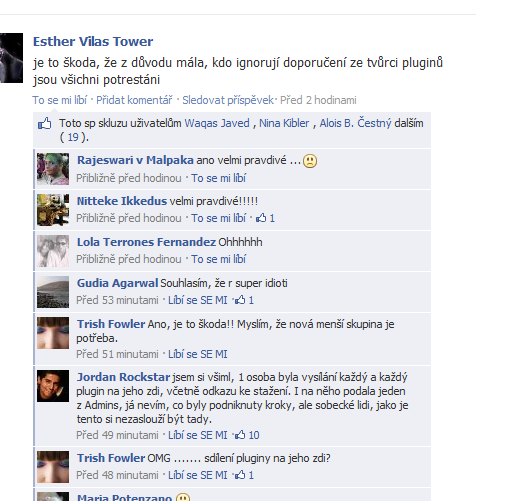 Esther Vilas Tower
je to škoda, že z důvodu mála, kdo ignorují doporučení ze tvůrci pluginů
jsou všichni potrestáni
To se mi líbí · Přidat komentář · Sledovat příspěvek · Před 2 hodinami
Toto sp skluzu uživatelům Waqas Javed , Nina Kibler , Alois B. Čestný dalším
( 19 ).
Rajeswari v Malpaka ano velmi pravdivé ...
Přibližně před hodinou · To se mi líbí
Nitteke Ikkedus velmi pravdivé!!!!!
Přibližně před hodinou · To se mi líbí · 1
Lola Terrones Fernandez Ohhhhhh
Přibližně před hodinou · To se mi líbí
Gudia Agarwal Souhlasím, že r super idioti
Před 53 minutami · Líbí se SE MI · 1
Trish Fowler Ano, je to škoda!! Myslím, že nová menší skupina je
potřeba.
Před 51 minutami · Líbí se SE MI
Jordan Rockstar jsem si všiml, 1 osoba byla vysílání každý a každý
plugin na jeho zdi, včetně odkazu ke stažení. I na něho podala jeden
z Admins, já nevím, co byly podniknuty kroky, ale sobecké lidi, jako je
tento si nezaslouží být tady.
Před 49 minutami · Líbí se SE MI · 10
Trish Fowler OMG ....... sdílení pluginy na jeho zdi?
Před 48 minutami · Líbí se SE MI · 1
Maria Potenzano